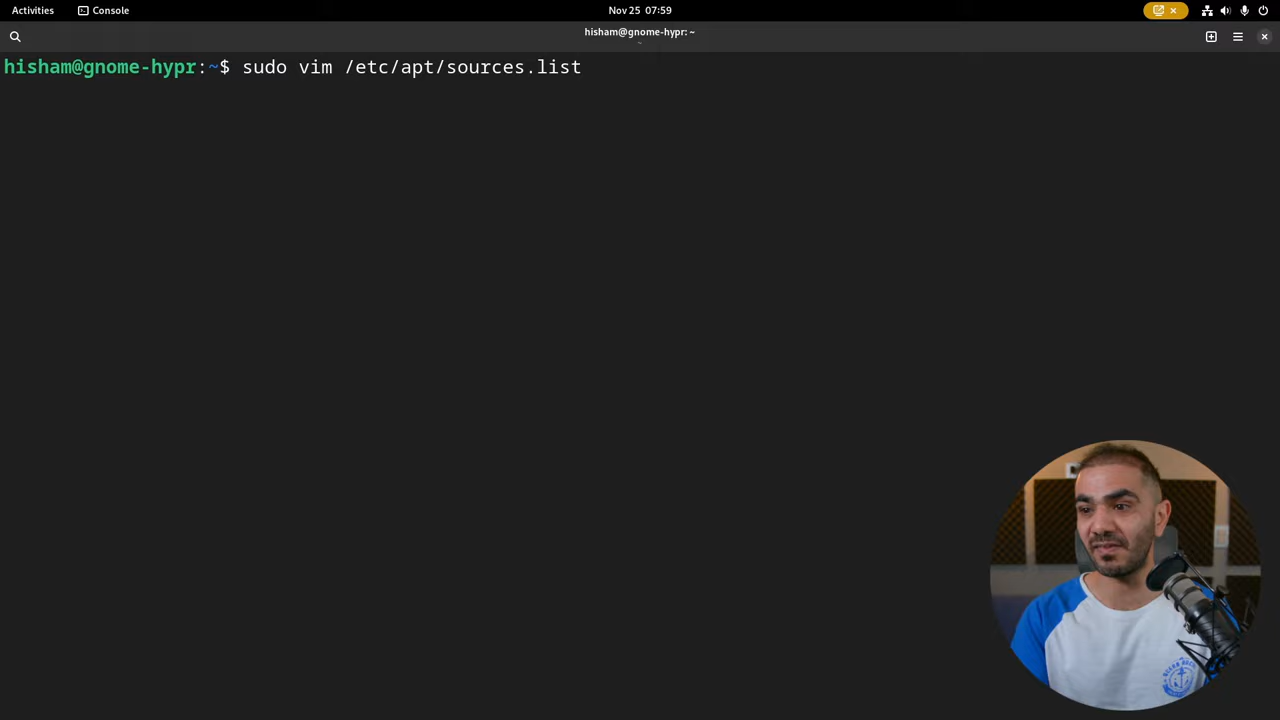 Activities Console Nov 25 07:59
hisham@gnome-hypr: ~
~
hisham@gnome-hypr:~$ sudo vim /etc/apt/sources.list